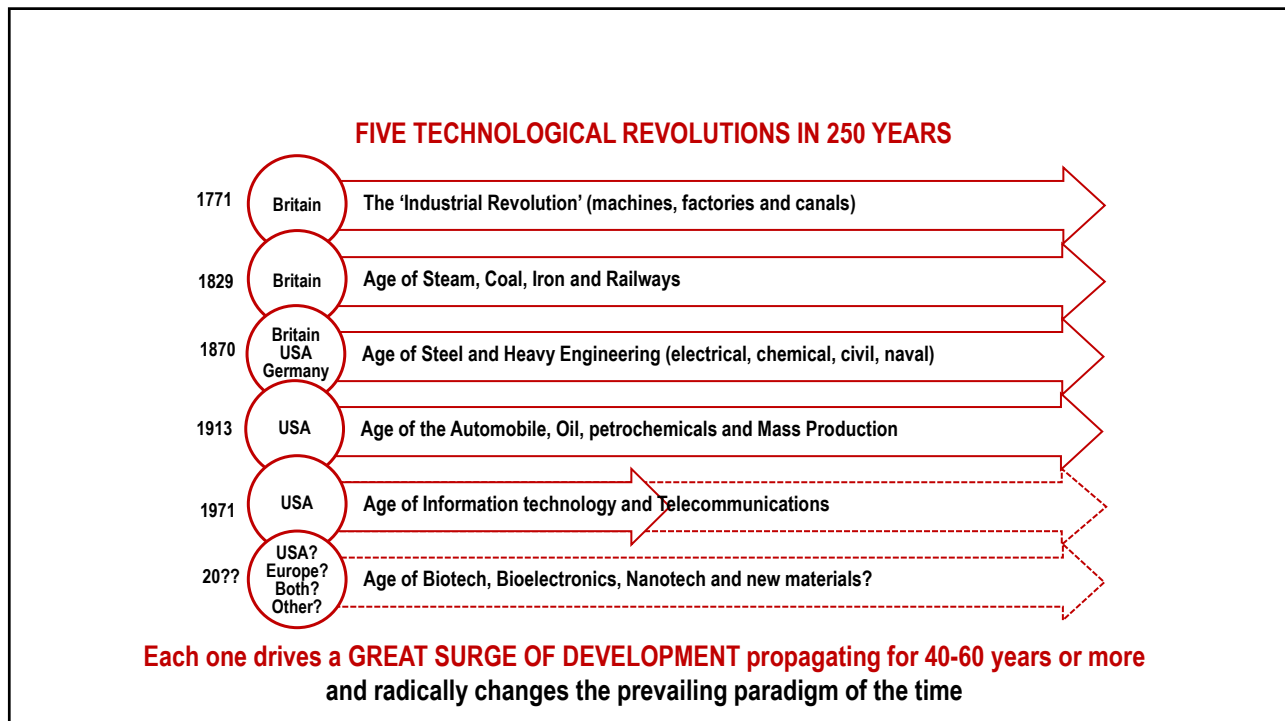 FIVE TECHNOLOGICAL REVOLUTIONS IN 250 YEARS
1771
Britain
The ‘Industrial Revolution’ (machines, factories and canals)
1829
Britain
Age of Steam, Coal, Iron and Railways
1870
Britain
USA
Germany
Age of Steel and Heavy Engineering (electrical, chemical, civil, naval)
1913
USA
Age of the Automobile, Oil, petrochemicals and Mass Production
1971
USA
Age of Information technology and Telecommunications
20??
USA?
Europe?
Both?
Other?
Age of Biotech, Bioelectronics, Nanotech and new materials?
Each one drives a GREAT SURGE OF DEVELOPMENT propagating for 40-60 years or more
and radically changes the prevailing paradigm of the time